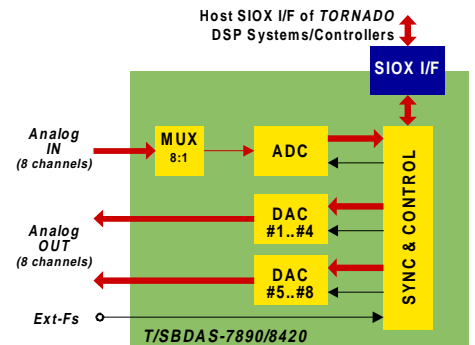 Host SIOX I/F of TORNADO
DSP Systems/Controllers
SIOX I/F
Analog
IN
(8 channels)
MUX
8:1
ADC
SYNC & CONTROL
DAC
#1..#4
Analog
OUT
(8 channels)
DAC
#5..#8
Ext-Fs
T/SBDAS-7890/8420